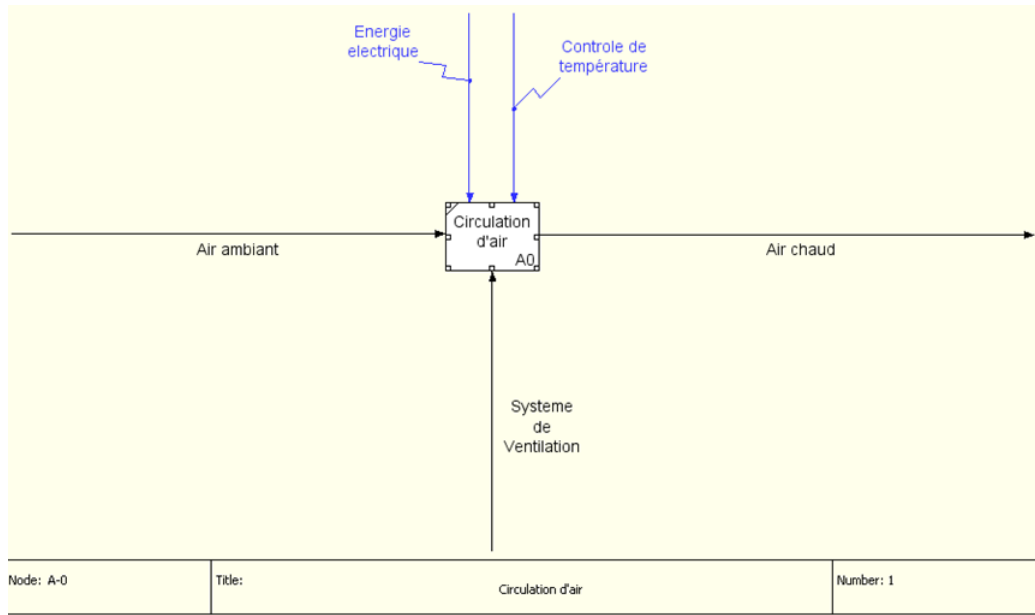 Energie
electrique
Controle de
température
Circulation
d'air
A0
Air ambiant
Air chaud
Systeme
de
Ventilation
Node: A-0
Title:
Circulation d'air
Number: 1